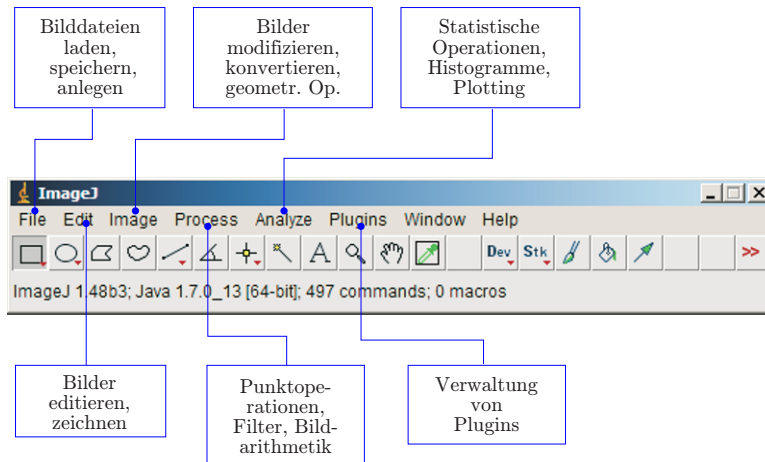 Bilddateien
laden,
speichern,
anlegen
Bilder
modifizieren,
konvertieren,
geometr. Op.
Statistische
Operationen,
Histogramme,
Plotting
ImageJ
File Edit Image Process Analyze Plugins Window Help
A Dev Stk >>
ImageJ 1.48b3; Java 1.7.0_13 [64-bit]; 497 commands; 0 macros
Bilder
editieren,
zeichnen
Punktope-
rationen,
Filter, Bild-
arithmetik
Verwaltung
von
Plugins